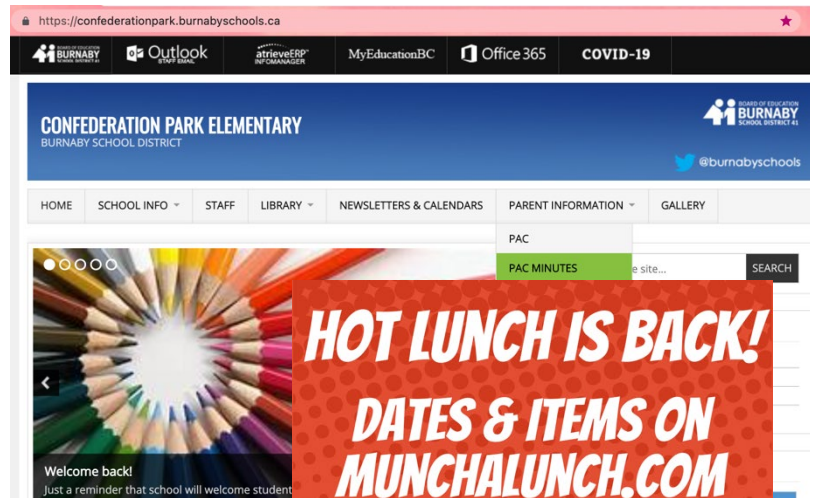 https://confederationpark.burnabyschools.ca
BOARD OF EDUCATION
BURNABY
SCHOOL DISTRICT 41
Outlook
STAFF EMAIL
atrieveERP
INFOMANAGER
MyEducationBC
Office 365
COVID-19
CONFEDERATION PARK ELEMENTARY
BURNABY SCHOOL DISTRICT
BOARD OF EDUCATION
BURNABY
SCHOOL DISTRICT 41
@burnabyschools
HOME SCHOOL INFO STAFF LIBRARY NEWSLETTERS & CALENDARS PARENT INFORMATION GALLERY
PAC
PAC MINUTES
e site... SEARCH
HOT LUNCH IS BACK!
DATES & ITEMS ON
MUNCHALUNCH.COM
Welcome back!
Just a reminder that school will welcome student